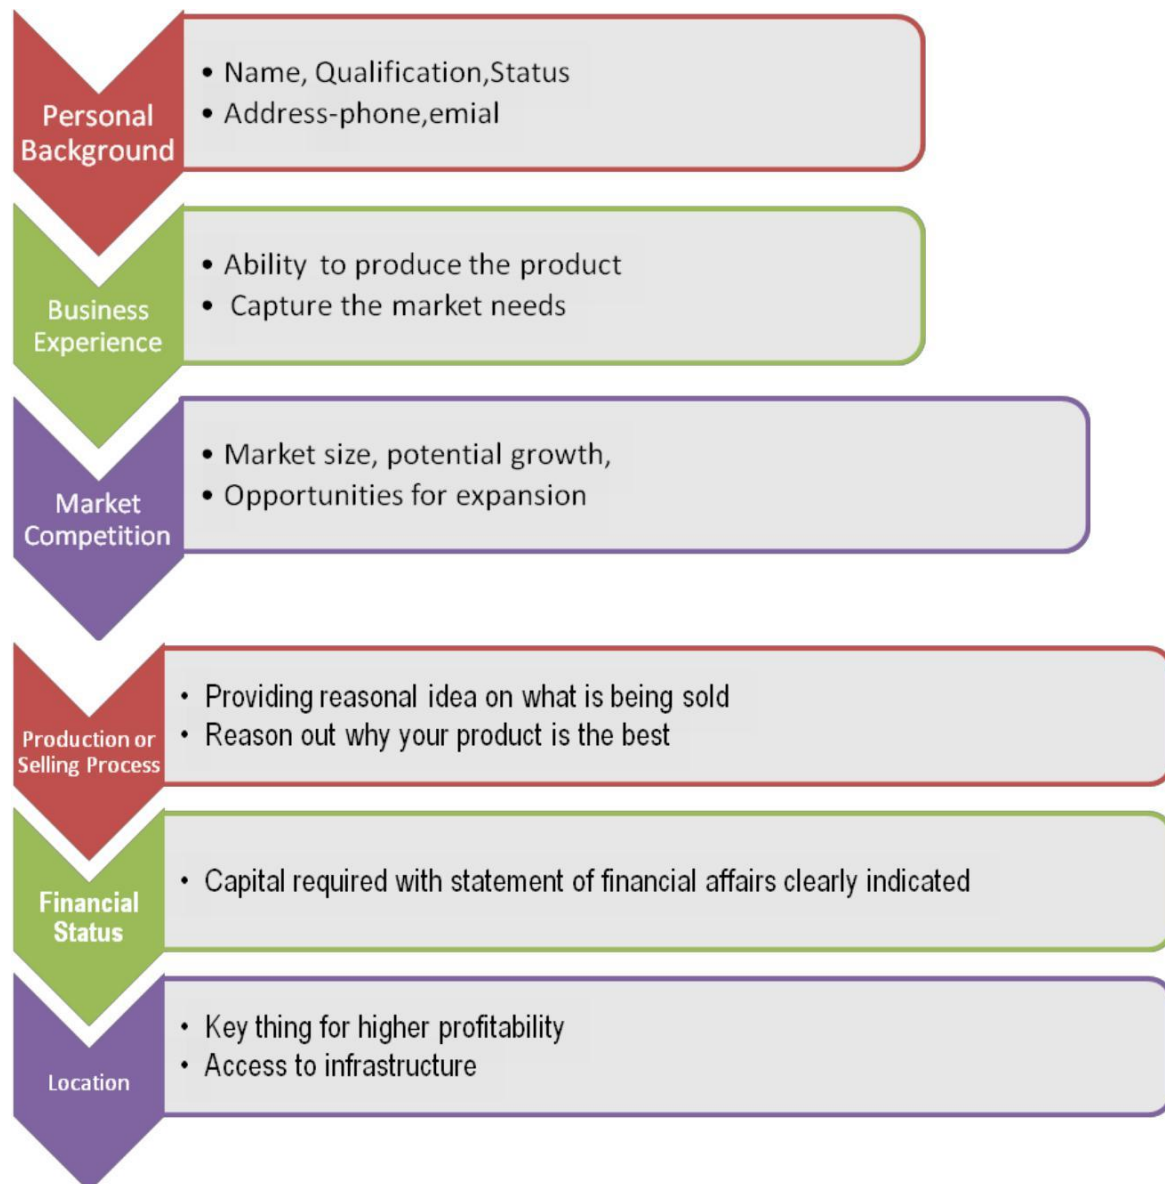 Personal
Background
• Name, Qualification,Status
• Address-phone,emial
Business
Experience
• Ability to produce the product
• Capture the market needs
Market
Competition
• Market size, potential growth,
• Opportunities for expansion
Production or
Selling Process
• Providing reasonal idea on what is being sold
• Reason out why your product is the best
Financial
Status
• Capital required with statement of financial affairs clearly indicated
Location
• Key thing for higher profitability
• Access to infrastructure